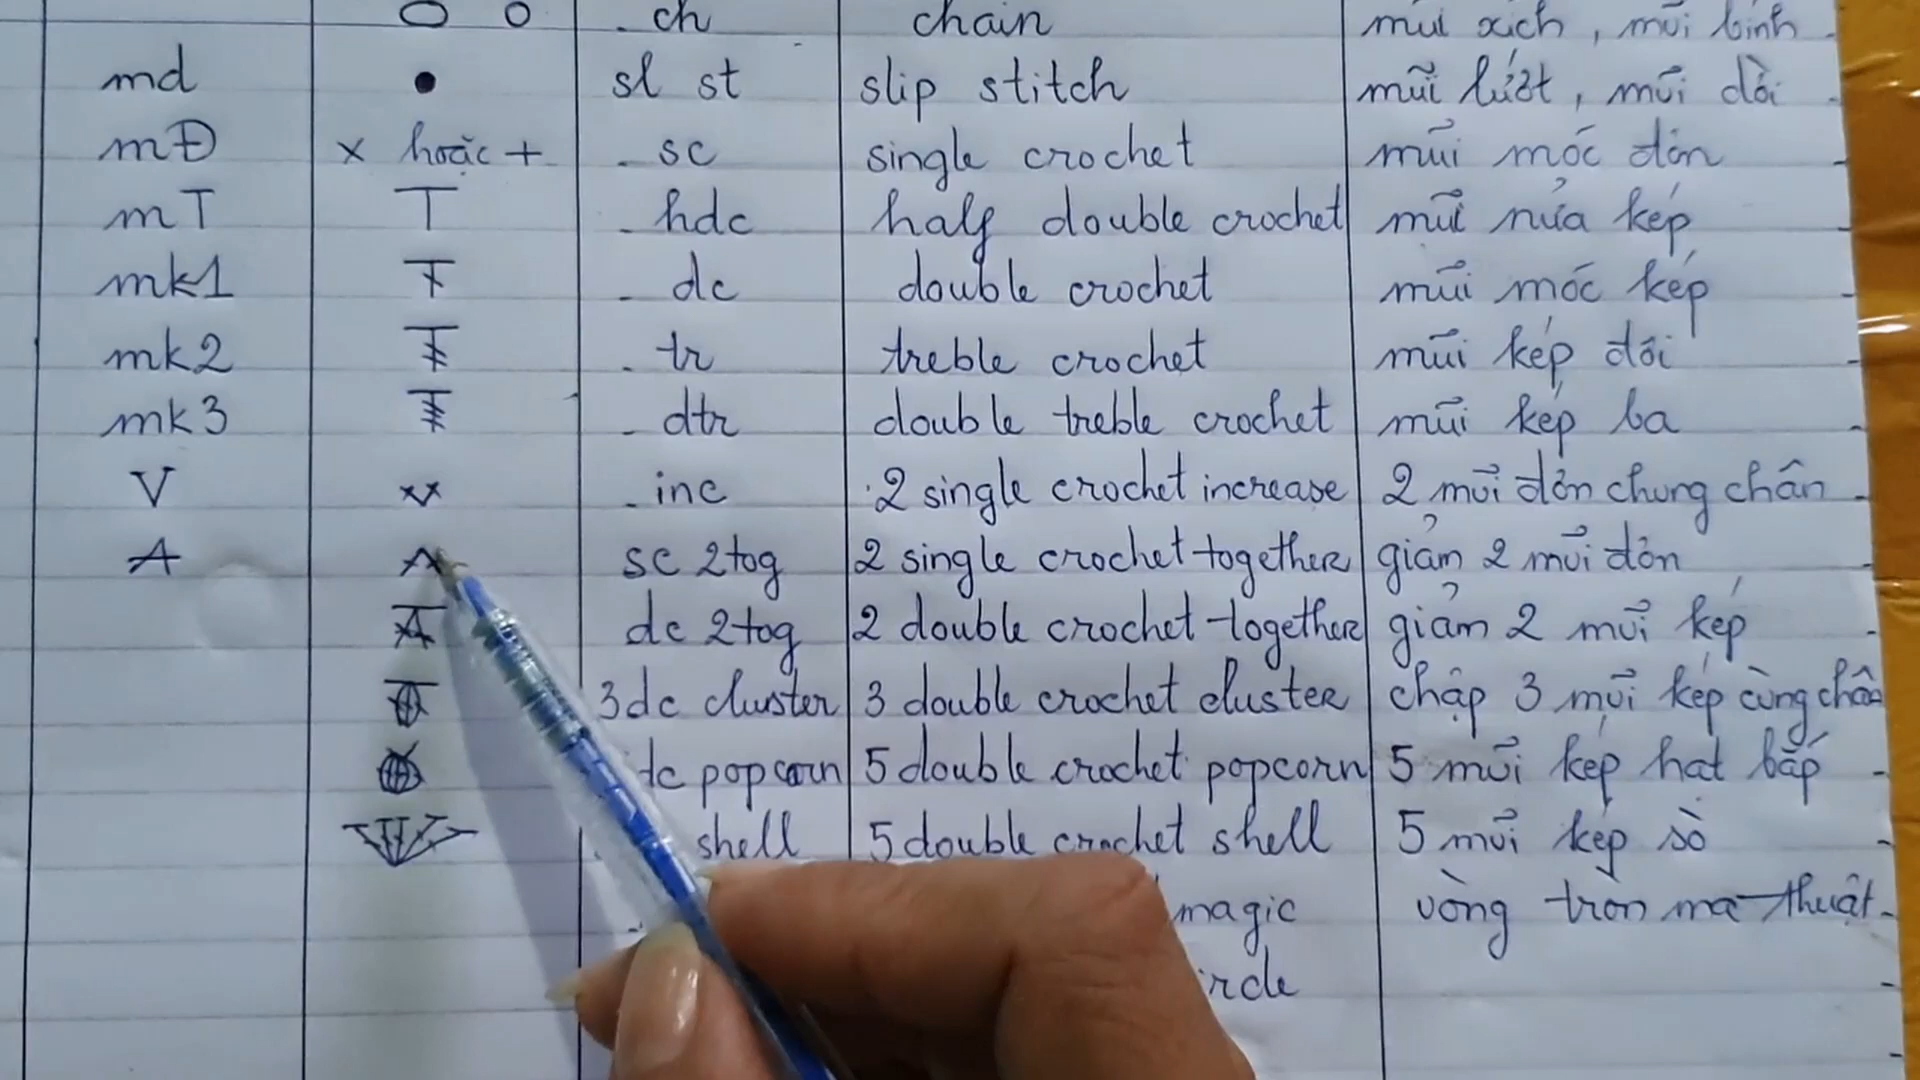 ch chain mũi xích, mũi bính
md sl st slip stitch mũi lướt, mũi dời
mĐ x hoặc + sc single crochet mũi móc đơn
mT hdc half double crochet mũi nửa kép
mk1 dc double crochet mũi móc kép
mk2 tr treble crochet mũi kép đôi
mk3 dtr double treble crochet mũi kép ba
V inc 2 single crochet increase 2 mũi đơn chung chân
A sc 2tog 2 single crochet together giảm 2 mũi đơn
dc 2tog 2 double crochet together giảm 2 mũi kép
3dc cluster 3 double crochet cluster chập 3 mũi kép cùng chân
dc popcorn 5 double crochet popcorn 5 mũi kép hạt bắp
shell 5 double crochet shell 5 mũi kép sò
magic vòng tròn ma thuật